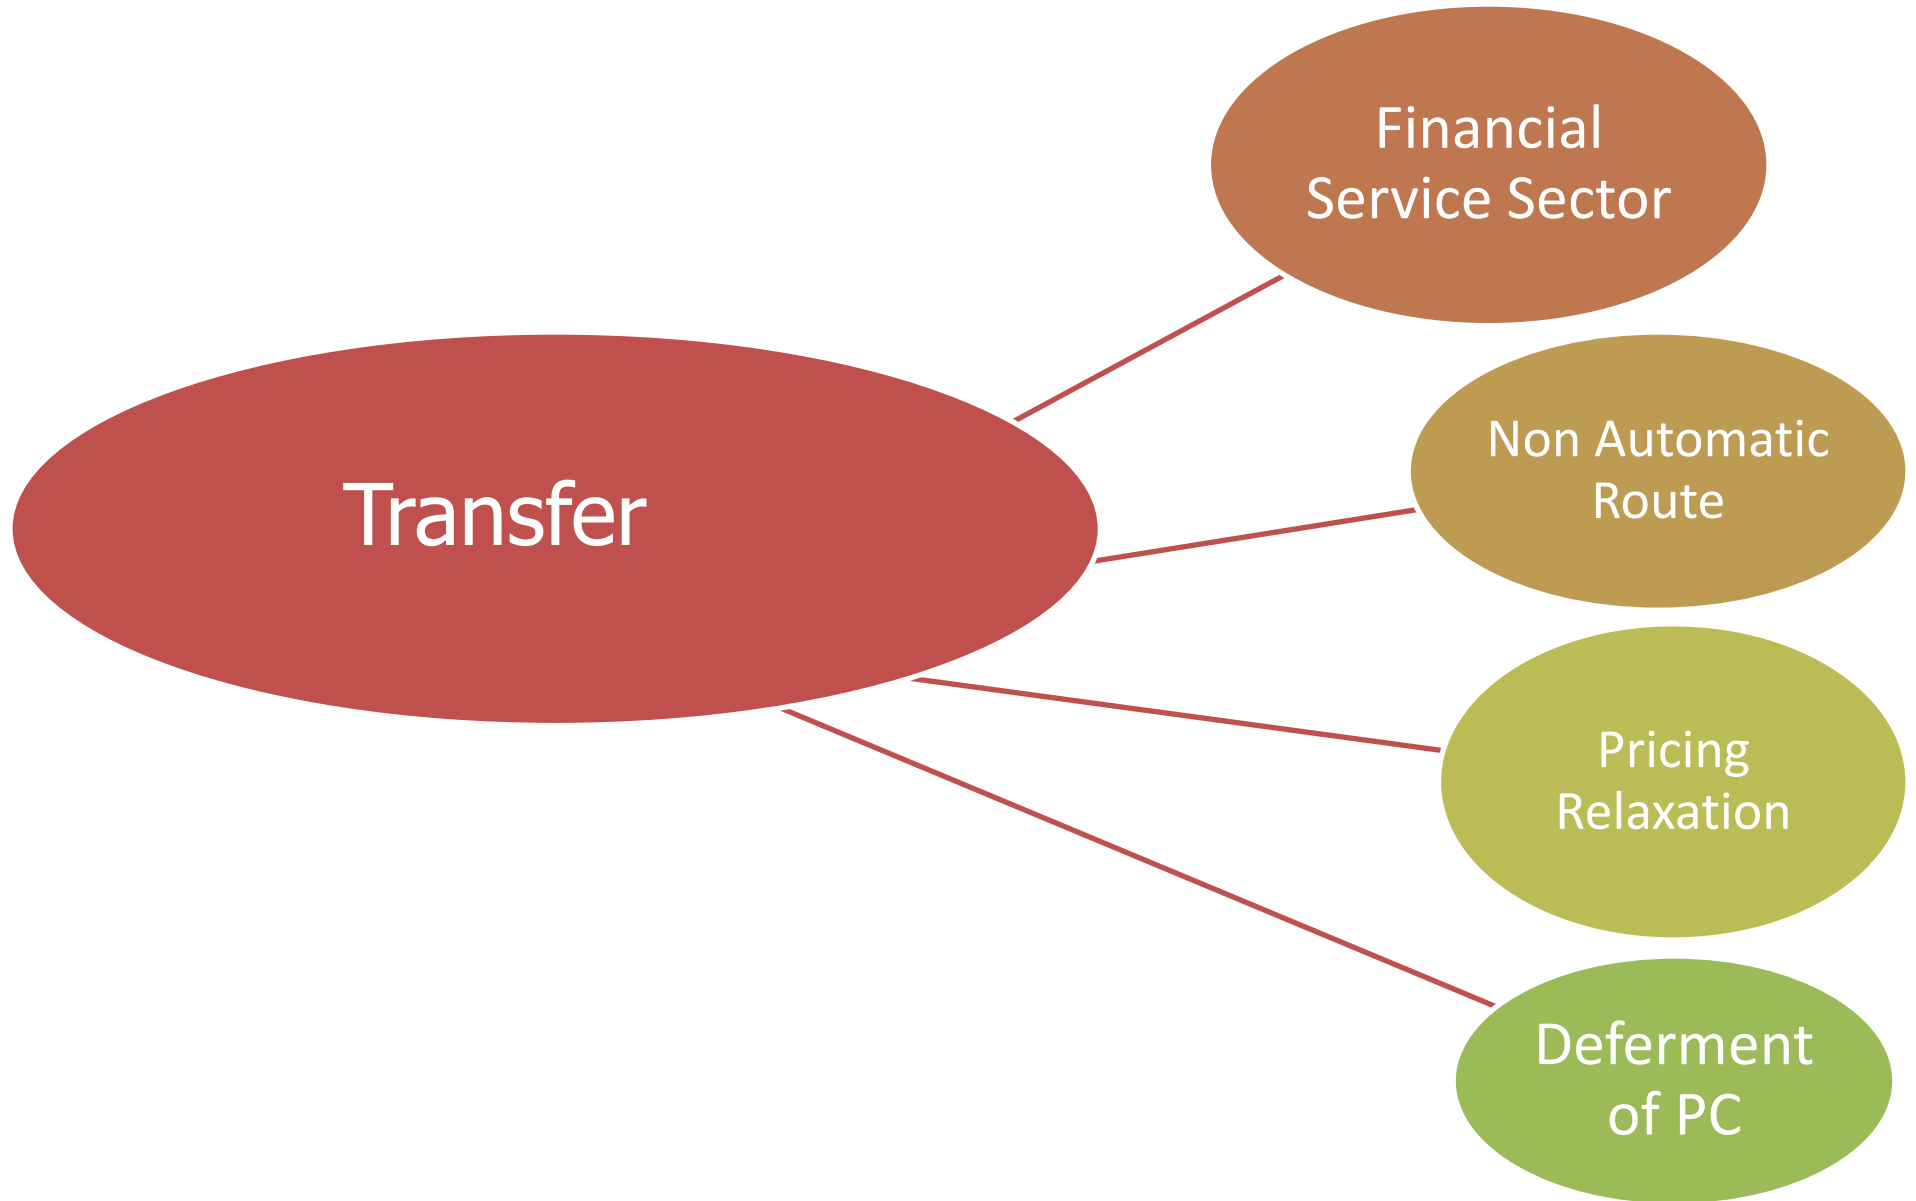 Financial
Service Sector
Transfer
Non Automatic
Route
Pricing
Relaxation
Deferment
of PC